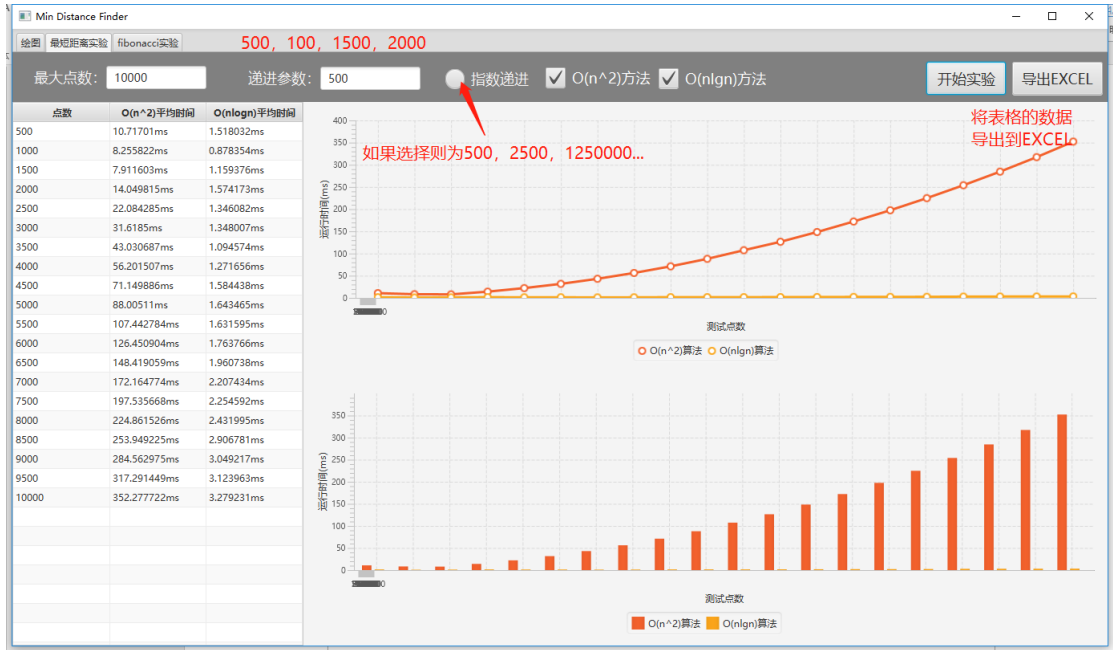 Min Distance Finder
绘图 最短距离实验 fibonacci实验
500，100，1500，2000
最大点数： 10000 递进参数： 500 指数递进 O(n^2)方法 O(nlgn)方法 开始实验 导出EXCEL
点数 O(n^2)平均时间 O(nlogn)平均时间
500 10.71701ms 1.518032ms
1000 8.255822ms 0.878354ms
1500 7.911603ms 1.159376ms
2000 14.049815ms 1.574173ms
2500 22.084285ms 1.346082ms
3000 31.6185ms 1.348007ms
3500 43.030687ms 1.094574ms
4000 56.201507ms 1.271656ms
4500 71.149886ms 1.584438ms
5000 88.00511ms 1.643465ms
5500 107.442784ms 1.631595ms
6000 126.450904ms 1.763766ms
6500 148.419059ms 1.960738ms
7000 172.164774ms 2.207434ms
7500 197.535668ms 2.254592ms
8000 224.861526ms 2.431995ms
8500 253.949225ms 2.906781ms
9000 284.562975ms 3.049217ms
9500 317.291449ms 3.123963ms
10000 352.277722ms 3.279231ms
如果选择则为500，2500，1250000...
将表格的数据
导出到EXCEL
400
350
300
250
200
150
100
50
0
运行时间(ms)
测试点数
O(n^2)算法 O(nlgn)算法
350
300
250
200
150
100
50
0
运行时间(ms)
测试点数
O(n^2)算法 O(nlgn)算法